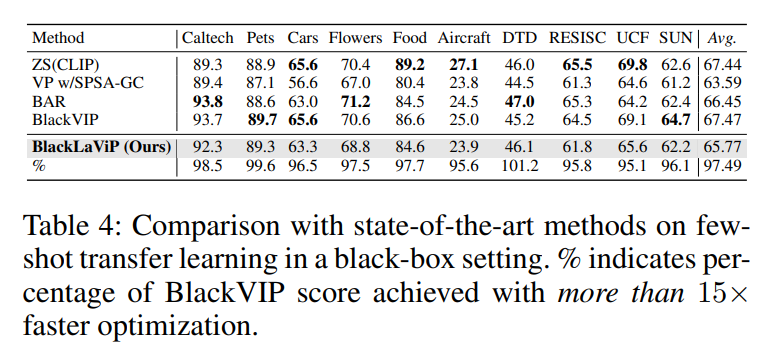 Method Caltech Pets Cars Flowers Food Aircraft DTD RESISC UCF SUN Avg.
ZS(CLIP) 89.3 88.9 65.6 70.4 89.2 27.1 46.0 65.5 69.8 62.6 67.44
VP w/SPSA-GC 89.4 87.1 56.6 67.0 80.4 23.8 44.5 61.3 64.6 61.2 63.59
BAR 93.8 88.6 63.0 71.2 84.5 24.5 47.0 65.3 64.2 62.4 66.45
BlackVIP 93.7 89.7 65.6 70.6 86.6 25.0 45.2 64.5 69.1 64.7 67.47
BlackLaViP (Ours) 92.3 89.3 63.3 68.8 84.6 23.9 46.1 61.8 65.6 62.2 65.77
% 98.5 99.6 96.5 97.5 97.7 95.6 101.2 95.8 95.1 96.1 97.49
Table 4: Comparison with state-of-the-art methods on few-
shot transfer learning in a black-box setting. % indicates per-
centage of BlackVIP score achieved with more than 15×
faster optimization.